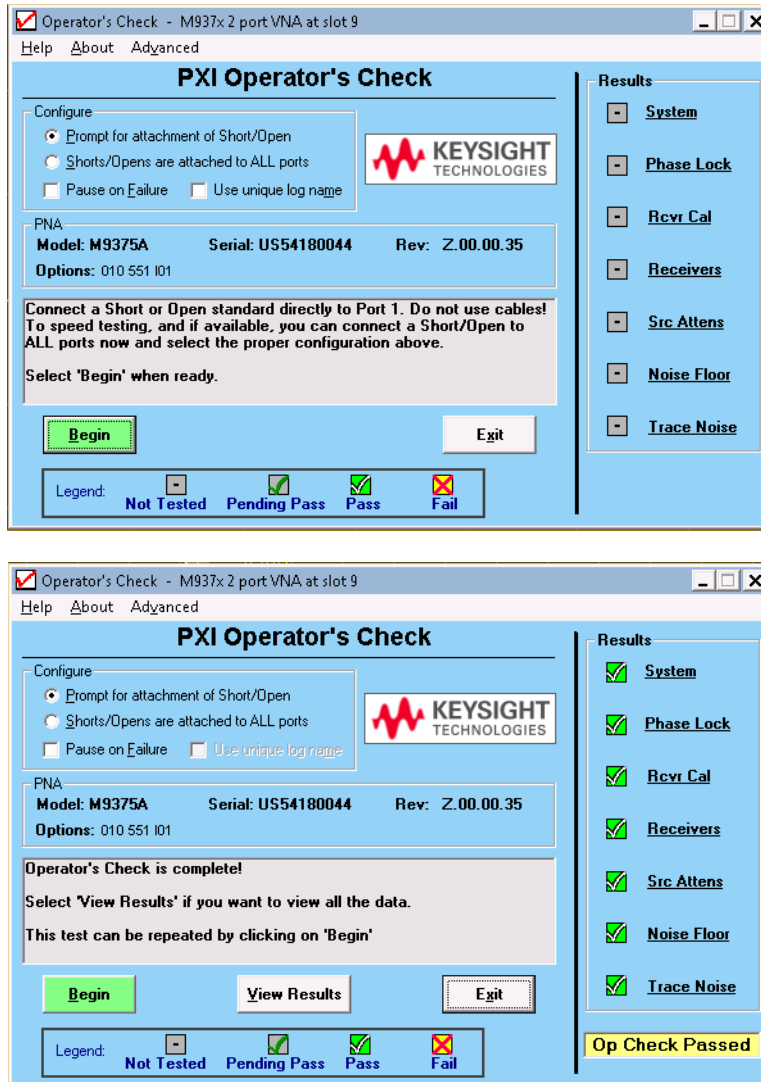 Operator's Check - M937x 2 port VNA at slot 9
Help About Advanced
PXI Operator's Check
Configure
Prompt for attachment of Short/Open
Shorts/Opens are attached to ALL ports
Pause on Failure Use unique log name
KEYSIGHT
TECHNOLOGIES
PNA
Model: M9375A Serial: US54180044 Rev: Z.00.00.35
Options: 010 551 I01
Connect a Short or Open standard directly to Port 1. Do not use cables!
To speed testing, and if available, you can connect a Short/Open to
ALL ports now and select the proper configuration above.
Select 'Begin' when ready.
Begin Exit
Legend: Not Tested Pending Pass Pass Fail
Results
System
Phase Lock
Rcvr Cal
Receivers
Src Attens
Noise Floor
Trace Noise
Operator's Check - M937x 2 port VNA at slot 9
Help About Advanced
PXI Operator's Check
Configure
Prompt for attachment of Short/Open
Shorts/Opens are attached to ALL ports
Pause on Failure Use unique log name
KEYSIGHT
TECHNOLOGIES
PNA
Model: M9375A Serial: US54180044 Rev: Z.00.00.35
Options: 010 551 I01
Operator's Check is complete!
Select 'View Results' if you want to view all the data.
This test can be repeated by clicking on 'Begin'
Begin View Results Exit
Legend: Not Tested Pending Pass Pass Fail
Results
System
Phase Lock
Rcvr Cal
Receivers
Src Attens
Noise Floor
Trace Noise
Op Check Passed